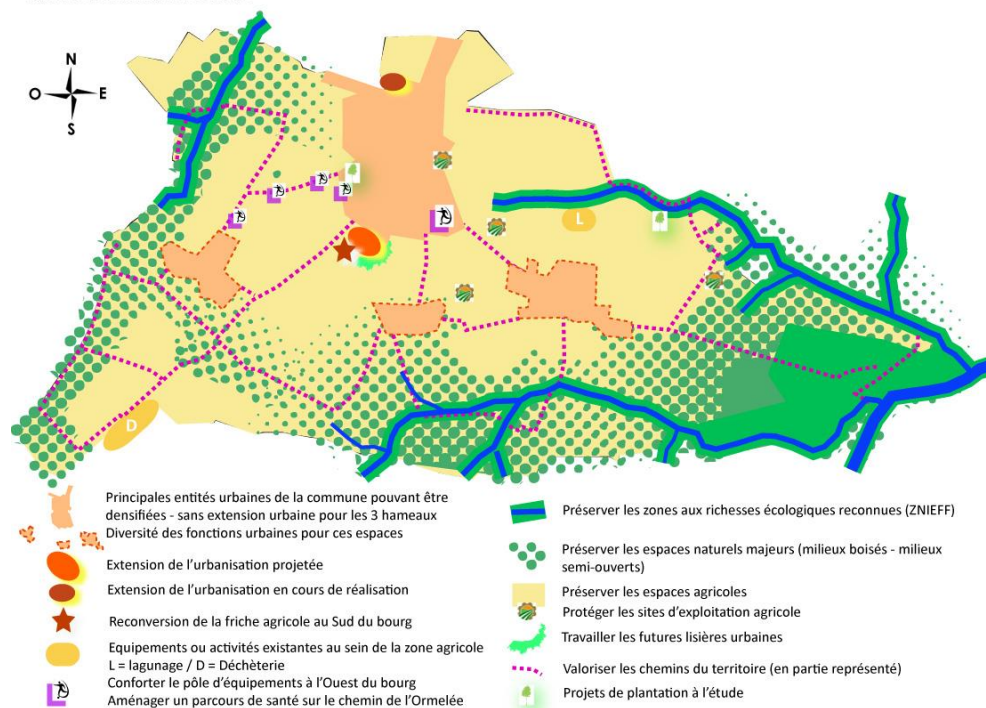 N
O E
S
L
D
Principales entités urbaines de la commune pouvant être
densifiées - sans extension urbaine pour les 3 hameaux
Diversité des fonctions urbaines pour ces espaces
Extension de l'urbanisation projetée
Extension de l'urbanisation en cours de réalisation
Reconversion de la friche agricole au Sud du bourg
Equipements ou activités existantes au sein de la zone agricole
L = lagunage / D = Déchèterie
Conforter le pôle d'équipements à l'Ouest du bourg
Aménager un parcours de santé sur le chemin de l'Ormelée
Préserver les zones aux richesses écologiques reconnues (ZNIEFF)
Préserver les espaces naturels majeurs (milieux boisés - milieux
semi-ouverts)
Préserver les espaces agricoles
Protéger les sites d'exploitation agricole
Travailler les futures lisières urbaines
Valoriser les chemins du territoire (en partie représenté)
Projets de plantation à l'étude